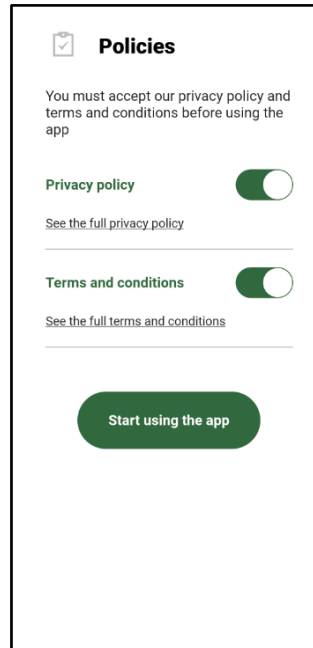 Policies
You must accept our privacy policy and
terms and conditions before using the
app
Privacy policy
See the full privacy policy
Terms and conditions
See the full terms and conditions
Start using the app